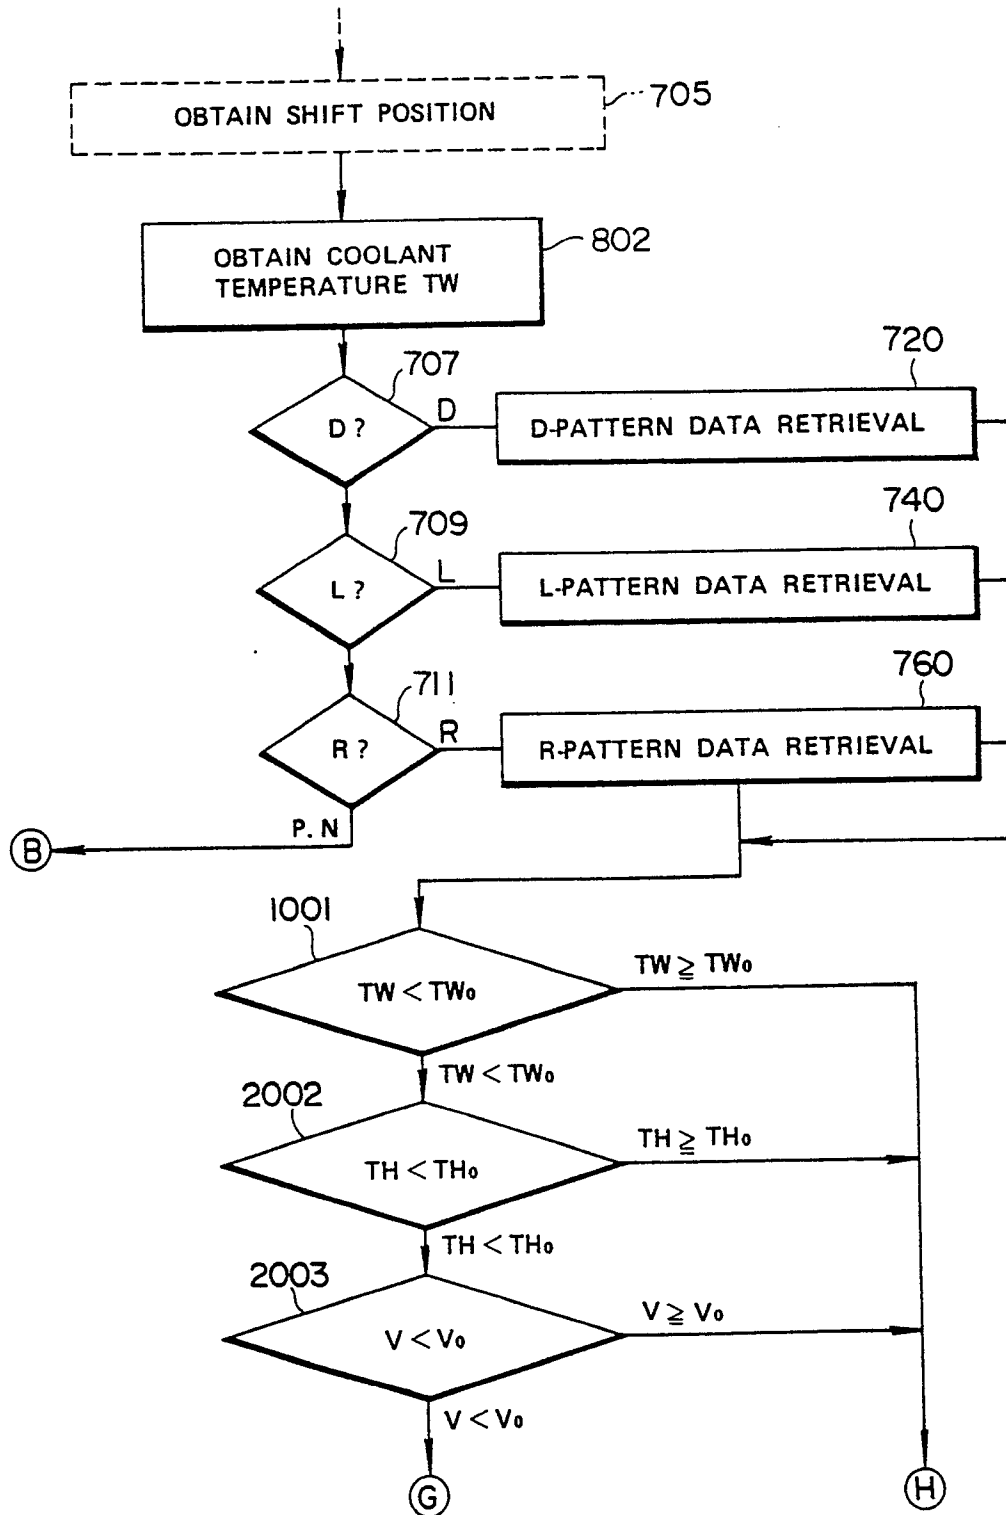 OBTAIN SHIFT POSITION
705
OBTAIN COOLANT
TEMPERATURE TW
802
707
D?
D
720
D-PATTERN DATA RETRIEVAL
709
L?
L
740
L-PATTERN DATA RETRIEVAL
711
R?
R
760
R-PATTERN DATA RETRIEVAL
P. N
B
1001
TW < TW₀
TW ≧ TW₀
TW < TW₀
2002
TH < TH₀
TH ≧ TH₀
TH < TH₀
2003
V < V₀
V ≧ V₀
V < V₀
G
H